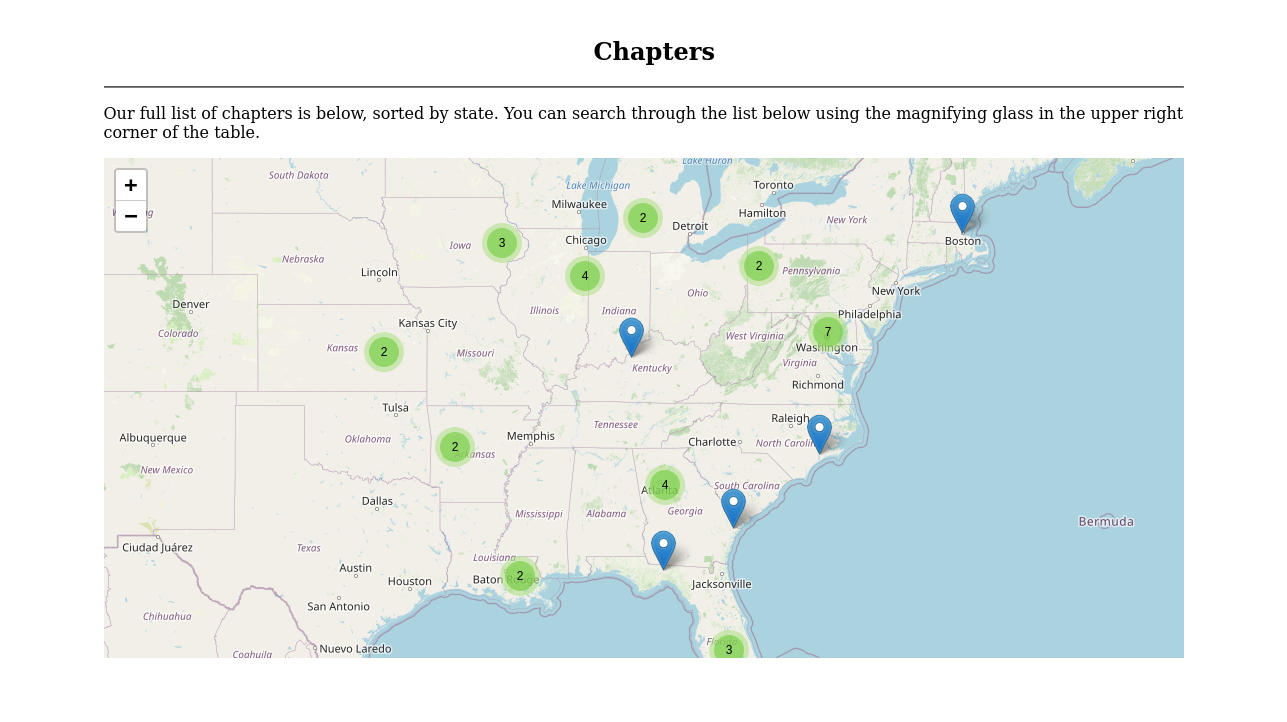 Chapters
Our full list of chapters is below, sorted by state. You can search through the list below using the magnifying glass in the upper right
corner of the table.
+
−
South Dakota
Lake Huron
Lake Michigan
Toronto
Milwaukee
Hamilton
2
Detroit
New York
Iowa
3
Chicago
Boston
Nebraska
Lincoln
4
2
Pennsylvania
Ohio
New York
Denver
Colorado
Kansas City
Illinois
Indiana
Philadelphia
Kansas
2
Missouri
West Virginia
7
Washington
Kentucky
Virginia
Richmond
Tulsa
Albuquerque
Oklahoma
Memphis
Tennessee
Raleigh
Charlotte
North Carolin
2
New Mexico
4
Atlanta
South Carolina
Dallas
Mississippi
Alabama
Georgia
Bermuda
Ciudad Juárez
Texas
Louisiana
Austin
Houston
Baton Rouge
2
Jacksonville
San Antonio
Chihuahua
Nuevo Laredo
Coahuila
3